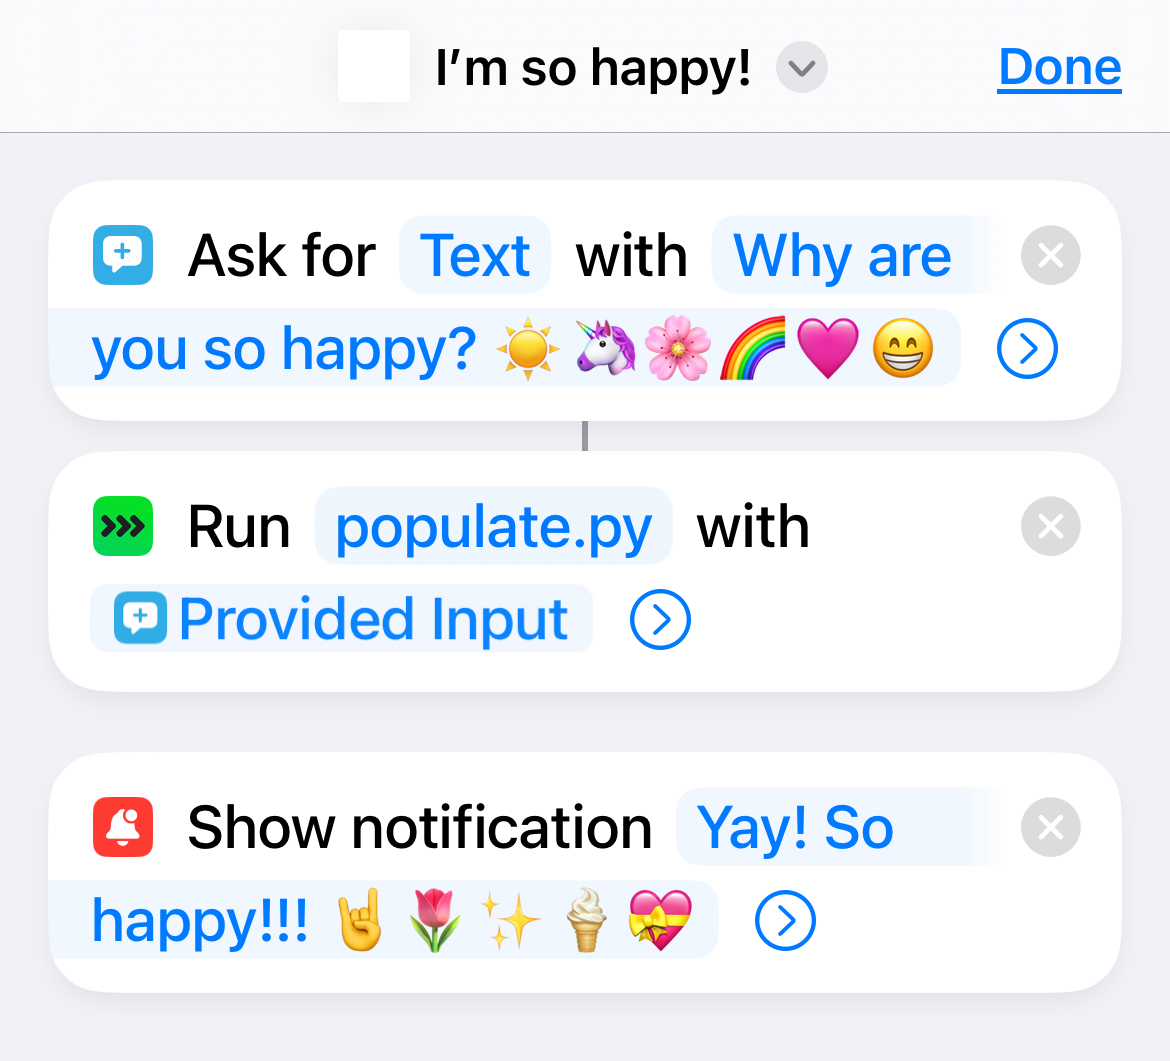 I’m so happy! Done
Ask for Text with Why are
you so happy? ☀️🦄🌸🌈🩷😁
Run populate.py with
Provided Input
Show notification Yay! So
happy!!! 🤘🌷✨🍦💝